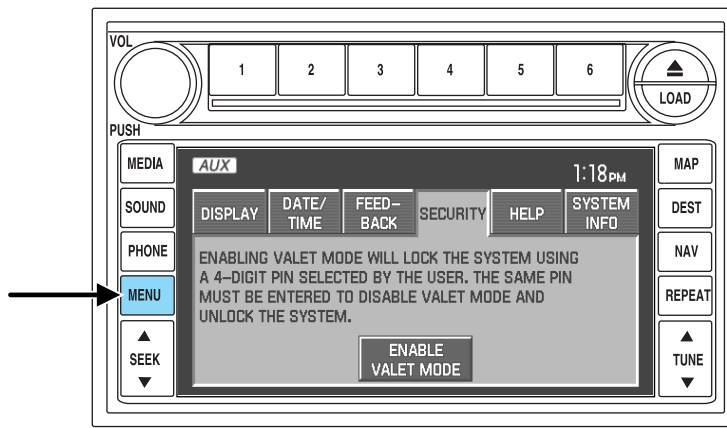 VOL
1 2 3 4 5 6
LOAD
PUSH
MEDIA
AUX
1:18PM
MAP
SOUND
DISPLAY
DATE/
TIME
FEED-
BACK
SECURITY
HELP
SYSTEM
INFO
DEST
PHONE
ENABLING VALET MODE WILL LOCK THE SYSTEM USING
A 4-DIGIT PIN SELECTED BY THE USER. THE SAME PIN
MUST BE ENTERED TO DISABLE VALET MODE AND
UNLOCK THE SYSTEM.
NAV
MENU
REPEAT
SEEK
ENABLE
VALET MODE
TUNE